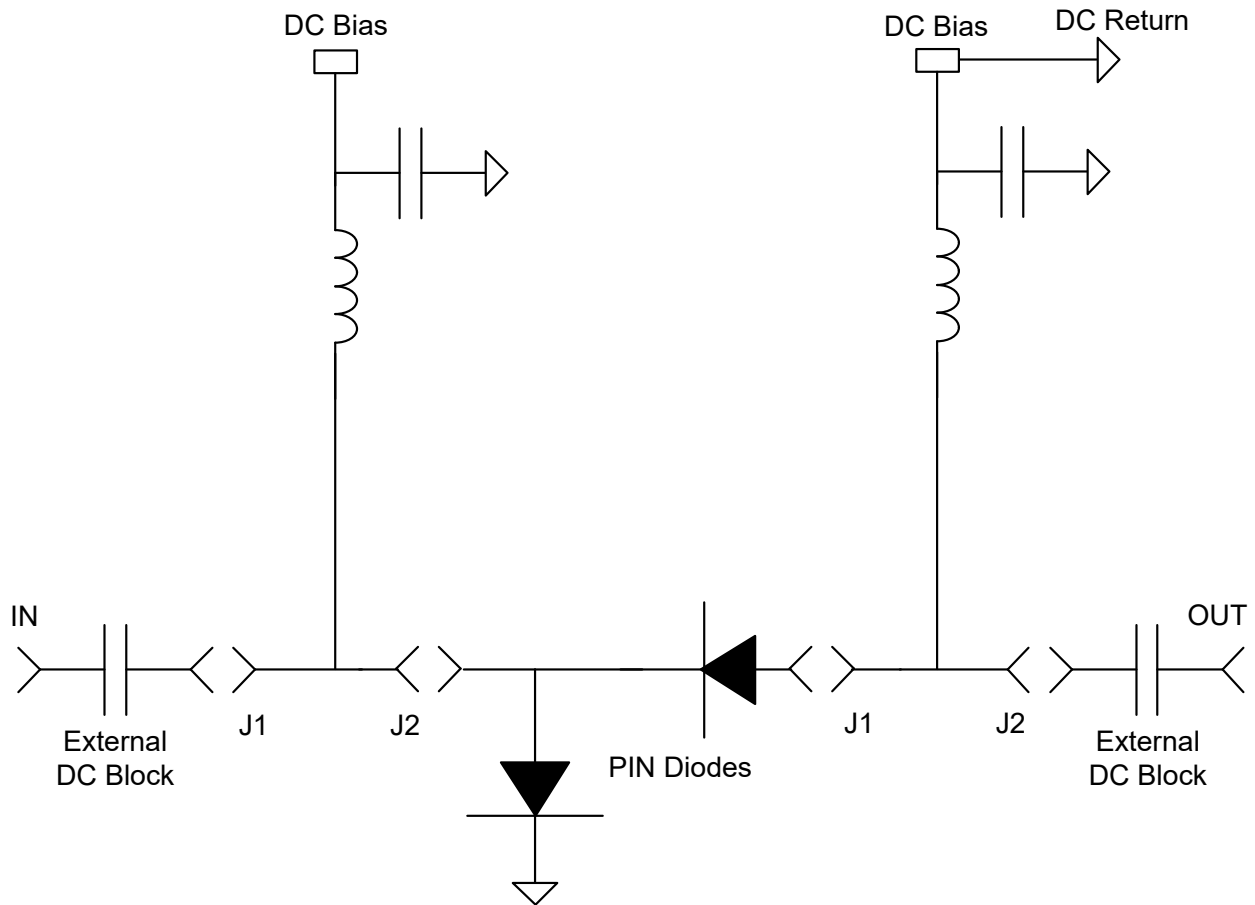 DC Bias
DC Bias
DC Return
IN
OUT
J1
J2
J1
J2
External
DC Block
PIN Diodes
External
DC Block